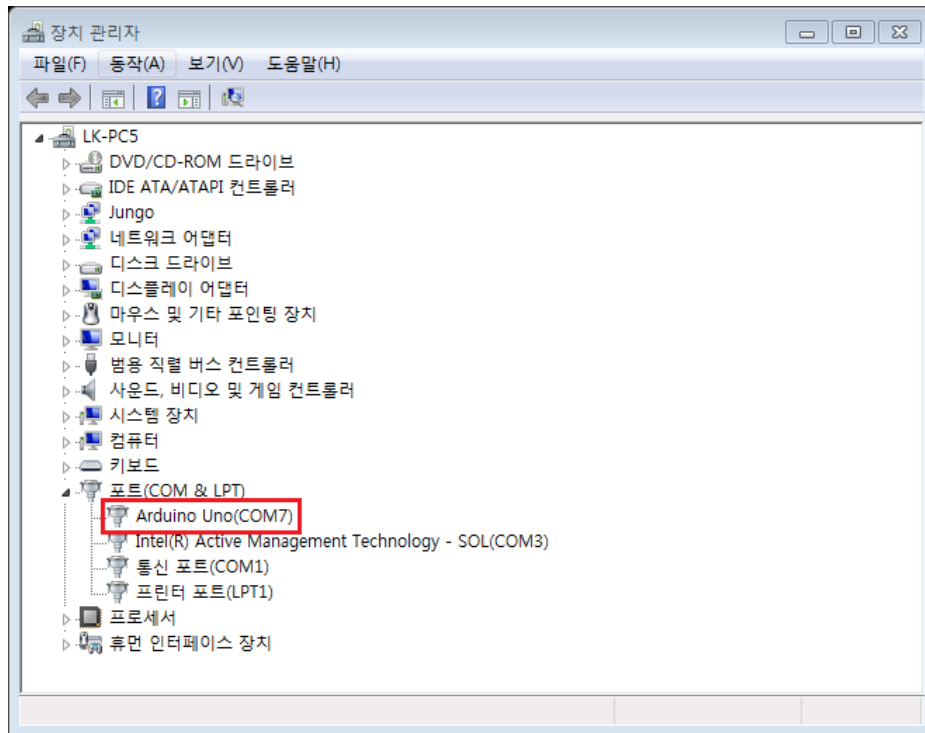 장치 관리자
파일(F) 동작(A) 보기(V) 도움말(H)
LK-PC5
DVD/CD-ROM 드라이브
IDE ATA/ATAPI 컨트롤러
Jungo
네트워크 어댑터
디스크 드라이브
디스플레이 어댑터
마우스 및 기타 포인팅 장치
모니터
범용 직렬 버스 컨트롤러
사운드, 비디오 및 게임 컨트롤러
시스템 장치
컴퓨터
키보드
포트(COM & LPT)
Arduino Uno(COM7)
Intel(R) Active Management Technology - SOL(COM3)
통신 포트(COM1)
프린터 포트(LPT1)
프로세서
휴먼 인터페이스 장치